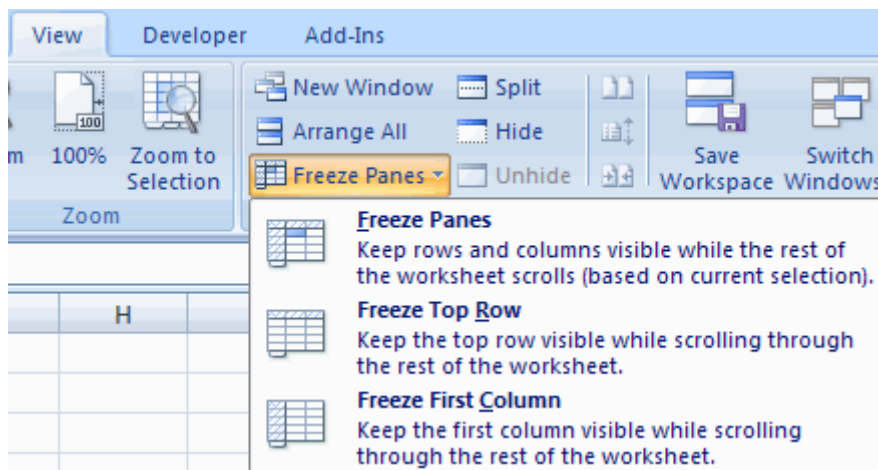 View Developer Add-Ins
New Window Split
Arrange All Hide
100 m 100% Zoom to Selection
Freeze Panes Unhide
Save Workspace Switch Windows
Zoom
Freeze Panes
Keep rows and columns visible while the rest of
the worksheet scrolls (based on current selection).
H
Freeze Top Row
Keep the top row visible while scrolling through
the rest of the worksheet.
Freeze First Column
Keep the first column visible while scrolling
through the rest of the worksheet.